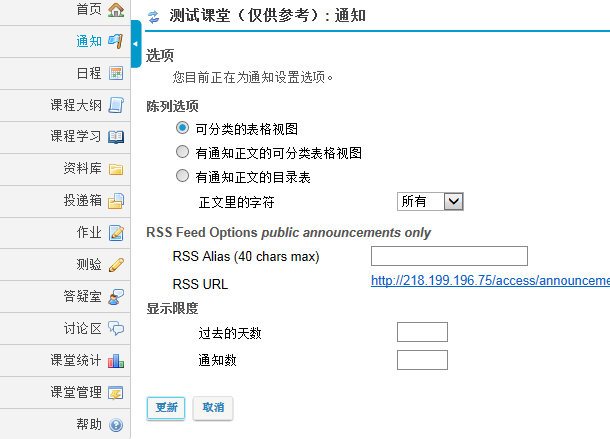 首页
通知
日程
课程大纲
课程学习
资料库
投递箱
作业
测验
答疑室
讨论区
课堂统计
课堂管理
帮助
测试课堂（仅供参考）: 通知
选项
您目前正在为通知设置选项。
陈列选项
可分类的表格视图
有通知正文的可分类表格视图
有通知正文的目录表
正文里的字符 所有
RSS Feed Options public announcements only
RSS Alias (40 chars max)
RSS URL http://218.199.196.75/access/announceme
显示限度
过去的天数
通知数
更新 取消